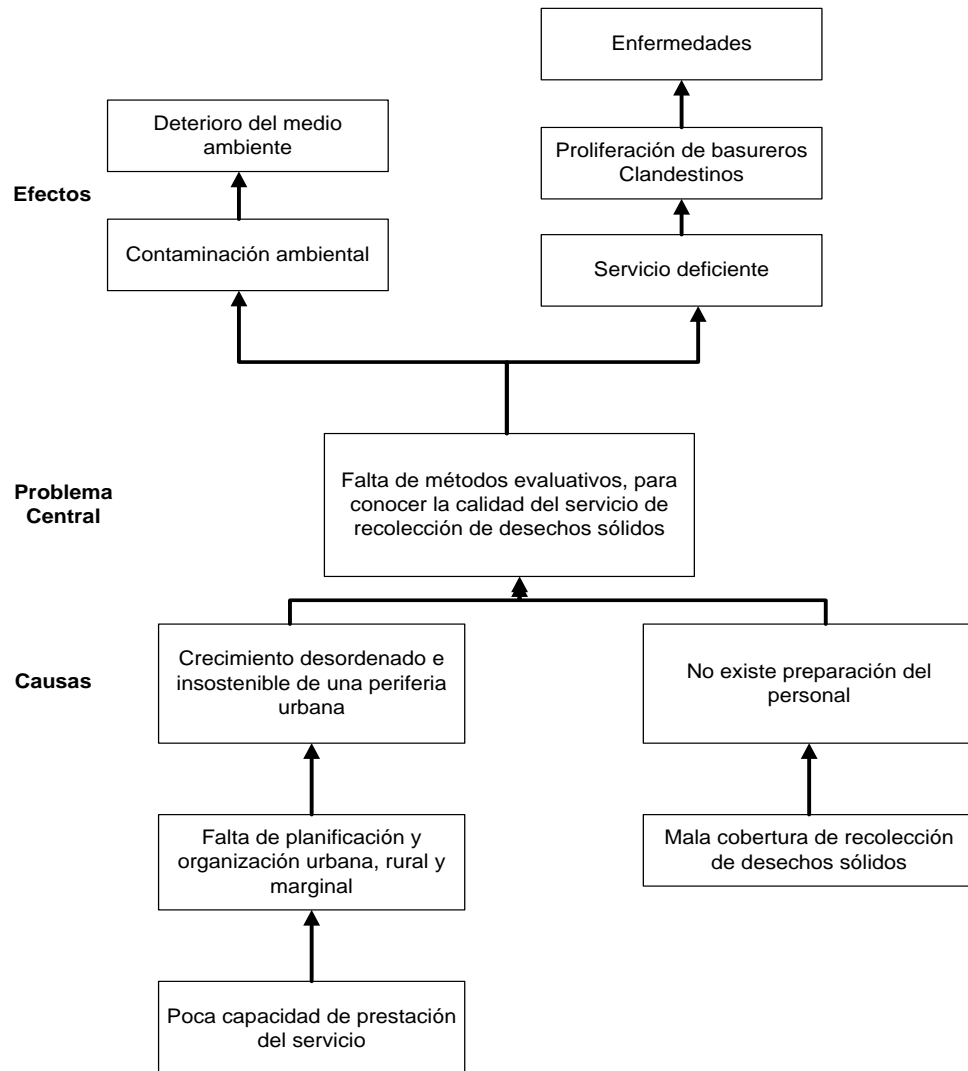 Enfermedades
Deterioro del medio
ambiente
Proliferación de basureros
Clandestinos
Efectos
Contaminación ambiental
Servicio deficiente
Problema
Central
Falta de métodos evaluativos, para
conocer la calidad del servicio de
recolección de desechos sólidos
Causas
Crecimiento desordenado e
insostenible de una periferia
urbana
No existe preparación del
personal
Falta de planificación y
organización urbana, rural y
marginal
Mala cobertura de recolección
de desechos sólidos
Poca capacidad de prestación
del servicio